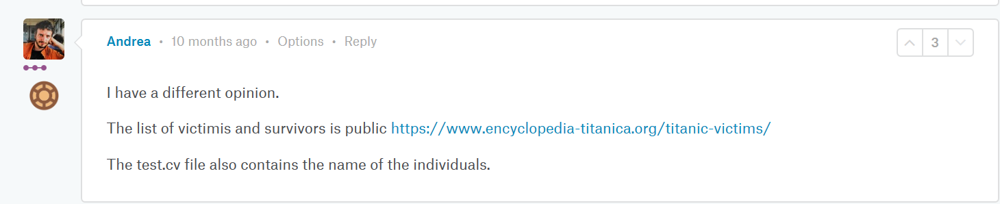 Andrea • 10 months ago • Options • Reply 3
I have a different opinion.
The list of victimis and survivors is public https://www.encyclopedia-titanica.org/titanic-victims/
The test.cv file also contains the name of the individuals.